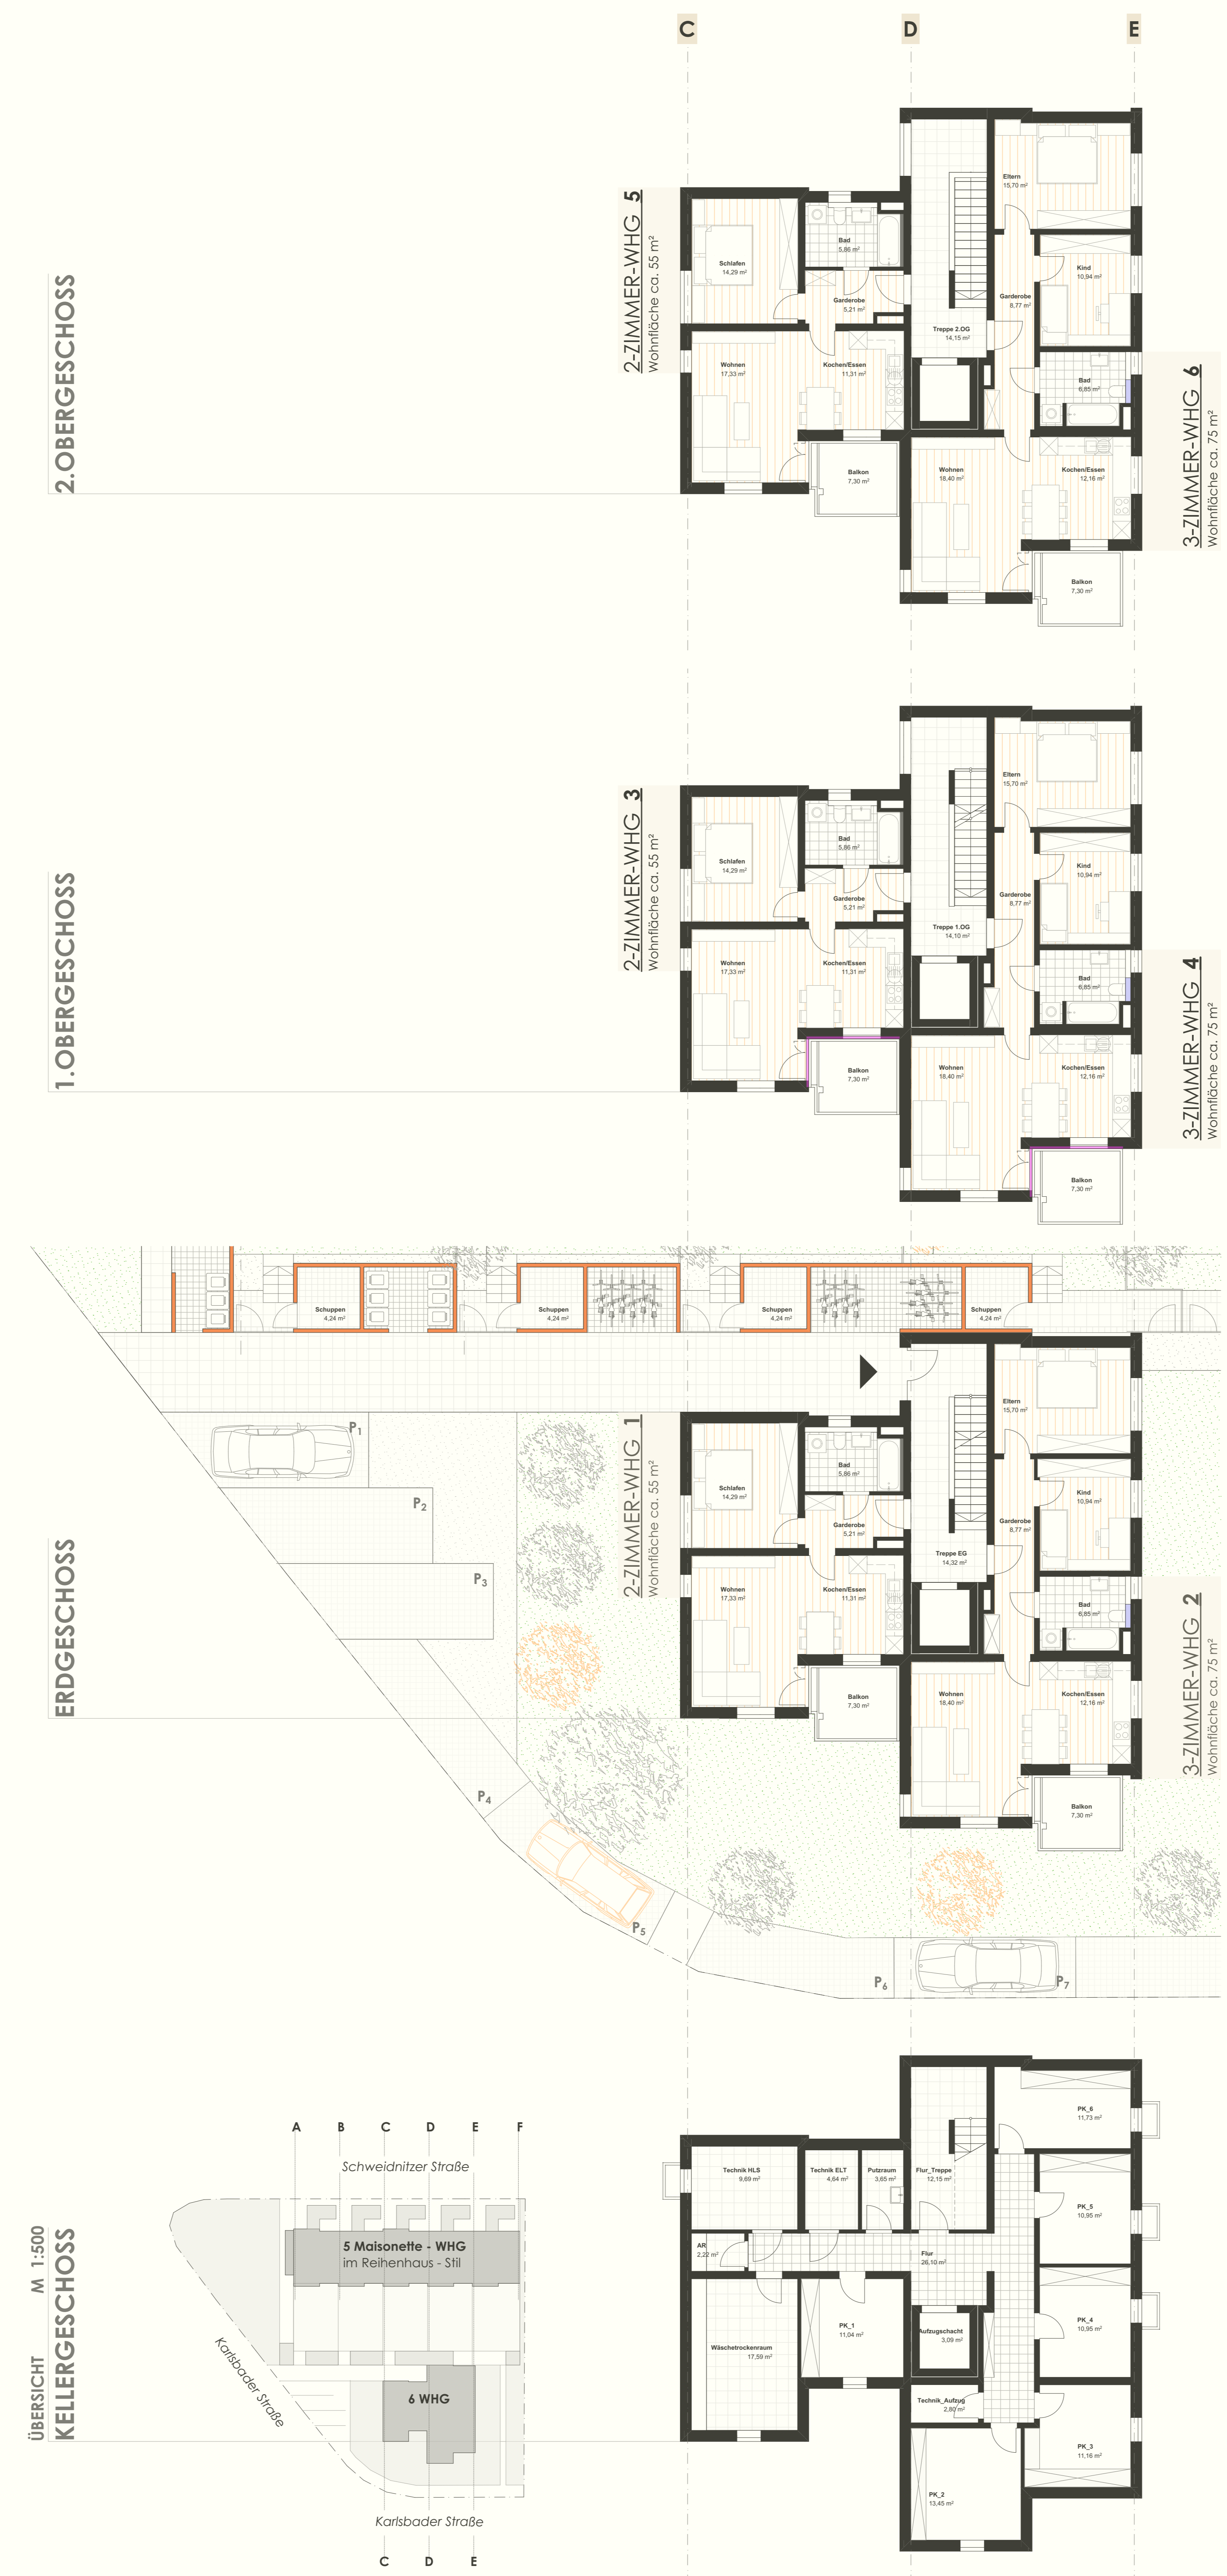 C
D
E
2.OBERGESCHOSS
2-ZIMMER-WHG 5
Wohnfläche ca. 55 m²
3-ZIMMER-WHG 6
Wohnfläche ca. 75 m²
Eltern
15,70 m²
Bad
5,86 m²
Schlafen
14,29 m²
Kind
10,94 m²
Garderobe
5,21 m²
Garderobe
8,77 m²
Treppe 2.OG
14,15 m²
Wohnen
17,33 m²
Kochen/Essen
11,31 m²
Bad
6,85 m²
Balkon
7,30 m²
Wohnen
18,40 m²
Kochen/Essen
12,16 m²
Balkon
7,30 m²
1.OBERGESCHOSS
2-ZIMMER-WHG 3
Wohnfläche ca. 55 m²
3-ZIMMER-WHG 4
Wohnfläche ca. 75 m²
Eltern
15,70 m²
Bad
5,86 m²
Schlafen
14,29 m²
Kind
10,94 m²
Garderobe
5,21 m²
Garderobe
8,77 m²
Treppe 1.OG
14,10 m²
Wohnen
17,33 m²
Kochen/Essen
11,31 m²
Bad
6,85 m²
Balkon
7,30 m²
Wohnen
18,40 m²
Kochen/Essen
12,16 m²
Balkon
7,30 m²
Schuppen
4,24 m²
Schuppen
4,24 m²
Schuppen
4,24 m²
Schuppen
4,24 m²
ERDGESCHOSS
2-ZIMMER-WHG 1
Wohnfläche ca. 55 m²
3-ZIMMER-WHG 2
Wohnfläche ca. 75 m²
P1
P2
P3
P4
P5
P6
P7
Eltern
15,70 m²
Bad
5,86 m²
Schlafen
14,29 m²
Kind
10,94 m²
Garderobe
5,21 m²
Garderobe
8,77 m²
Treppe EG
14,32 m²
Wohnen
17,33 m²
Kochen/Essen
11,31 m²
Bad
6,85 m²
Balkon
7,30 m²
Wohnen
18,40 m²
Kochen/Essen
12,16 m²
Balkon
7,30 m²
ÜBERSICHT M 1:500
KELLERGESCHOSS
A
B
C
D
E
F
Schweidnitzer Straße
5 Maisonette - WHG
im Reihenhaus - Stil
Karlsbader Straße
6 WHG
Karlsbader Straße
C
D
E
PK_6
11,73 m²
Technik HLS
9,69 m²
Technik ELT
4,64 m²
Putzraum
3,65 m²
Flur_Treppe
12,15 m²
PK_5
10,95 m²
AR
2,22 m²
Flur
26,10 m²
PK_4
10,95 m²
PK_1
11,04 m²
Aufzugschacht
3,09 m²
Wäschetrockenraum
17,59 m²
Technik_Aufzug
2,80 m²
PK_3
11,16 m²
PK_2
13,45 m²